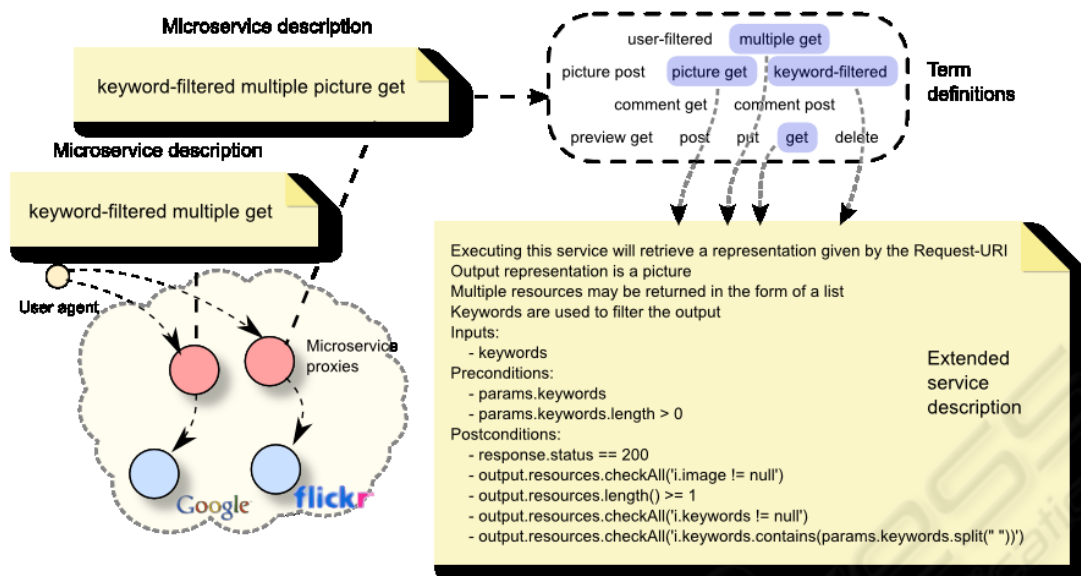 Microservice description
keyword-filtered multiple picture get
Microservice description
keyword-filtered multiple get
User agent
Microservice
proxies
Google
flickr
user-filtered multiple get
picture post picture get keyword-filtered
comment get comment post
preview get post put get delete
Term
definitions
Executing this service will retrieve a representation given by the Request-URI
Output representation is a picture
Multiple resources may be returned in the form of a list
Keywords are used to filter the output
Inputs:
- keywords
Preconditions:
- params.keywords
- params.keywords.length > 0
Postconditions:
- response.status == 200
- output.resources.checkAll('i.image != null')
- output.resources.length() >= 1
- output.resources.checkAll('i.keywords != null')
- output.resources.checkAll('i.keywords.contains(params.keywords.split(" "))')
Extended
service
description